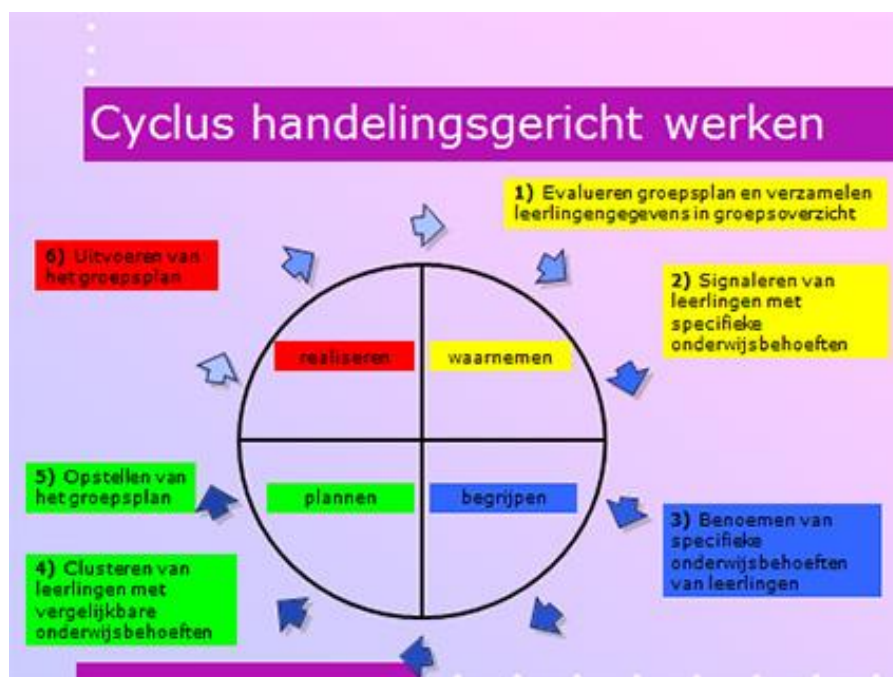 Cyclus handelingsgericht werken
1) Evalueren groepsplan en verzamelen
leerlingengegevens in groepsoverzicht
6) Uitvoeren van
het groepsplan
2) Signaleren van
leerlingen met
specifieke
onderwijsbehoeften
realiseren
waarnemen
5) Opstellen van
het groepsplan
plannen
begrijpen
3) Benoemen van
specifieke
onderwijsbehoeften
van leerlingen
4) Clusteren van
leerlingen met
vergelijkbare
onderwijsbehoeften